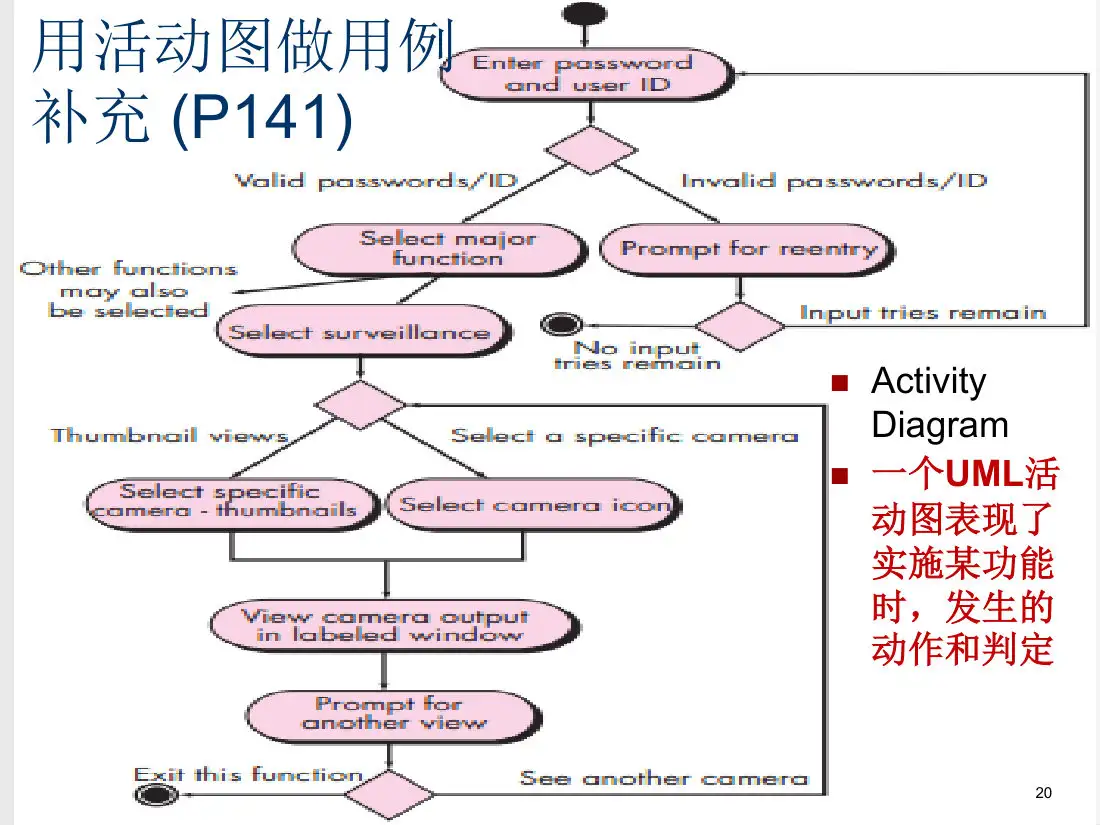 用活动图做用例
补充 (P141)
Enter password
and user ID
Valid passwords/ID
Invalid passwords/ID
Select major
function
Prompt for reentry
Other functions
may also
be selected
Input tries remain
Select surveillance
No input
tries remain
Thumbnail views
Select a specific camera
Select specific
camera - thumbnails
Select camera icon
View camera output
in labeled window
Prompt for
another view
Exit this function
See another camera
Activity
Diagram
一个UML活
动图表现了
实施某功能
时，发生的
动作和判定
20